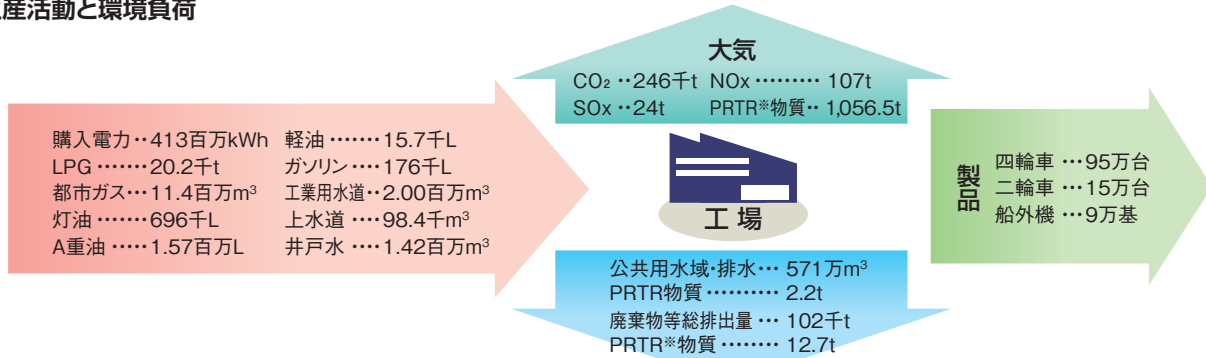 産活動と環境負荷
購入電力‥413百万kWh
LPG ……・20.2千t
都市ガス…11.4百万m³
灯油 ……・696千L
A重油 ….. 1.57百万L
軽油 ……・15.7千L
ガソリン‥‥176千L
工業用水道‥2.00百万m³
上水道 ‥‥98.4千m³
井戸水 ‥‥1.42百万m³
大気
CO₂ ‥246千t NOx ……… 107t
SOx ‥24t PRTR※物質‥ 1,056.5t
工場
公共用水域・排水… 571万m³
PRTR物質 ………・ 2.2t
廃棄物等総排出量 … 102千t
PRTR※物質 ……‥ 12.7t
製品
四輪車 …95万台
二輪車 …15万台
船外機 …9万基